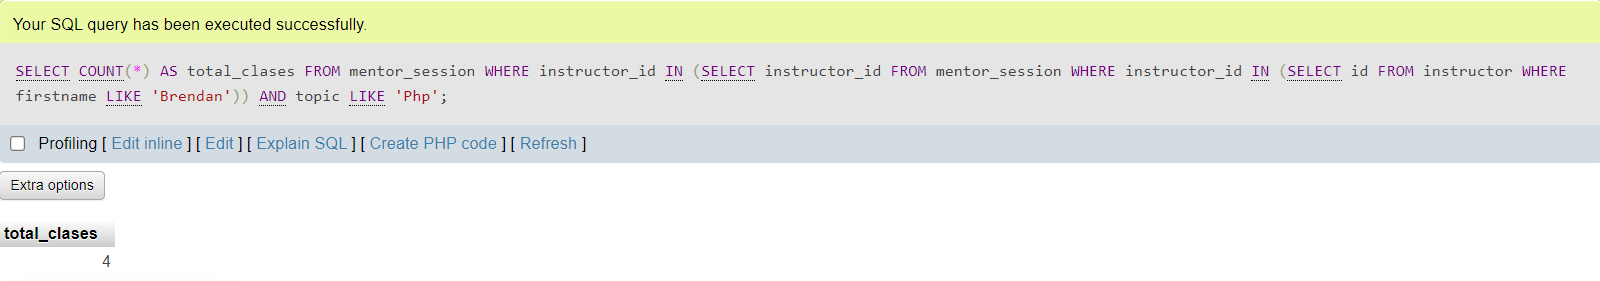 Your SQL query has been executed successfully.
SELECT COUNT(*) AS total_clases FROM mentor_session WHERE instructor_id IN (SELECT instructor_id FROM mentor_session WHERE instructor_id IN (SELECT id FROM instructor WHERE
firstname LIKE 'Brendan')) AND topic LIKE 'Php';
Profiling [ Edit inline ] [ Edit ] [ Explain SQL ] [ Create PHP code ] [ Refresh ]
Extra options
total_clases
4